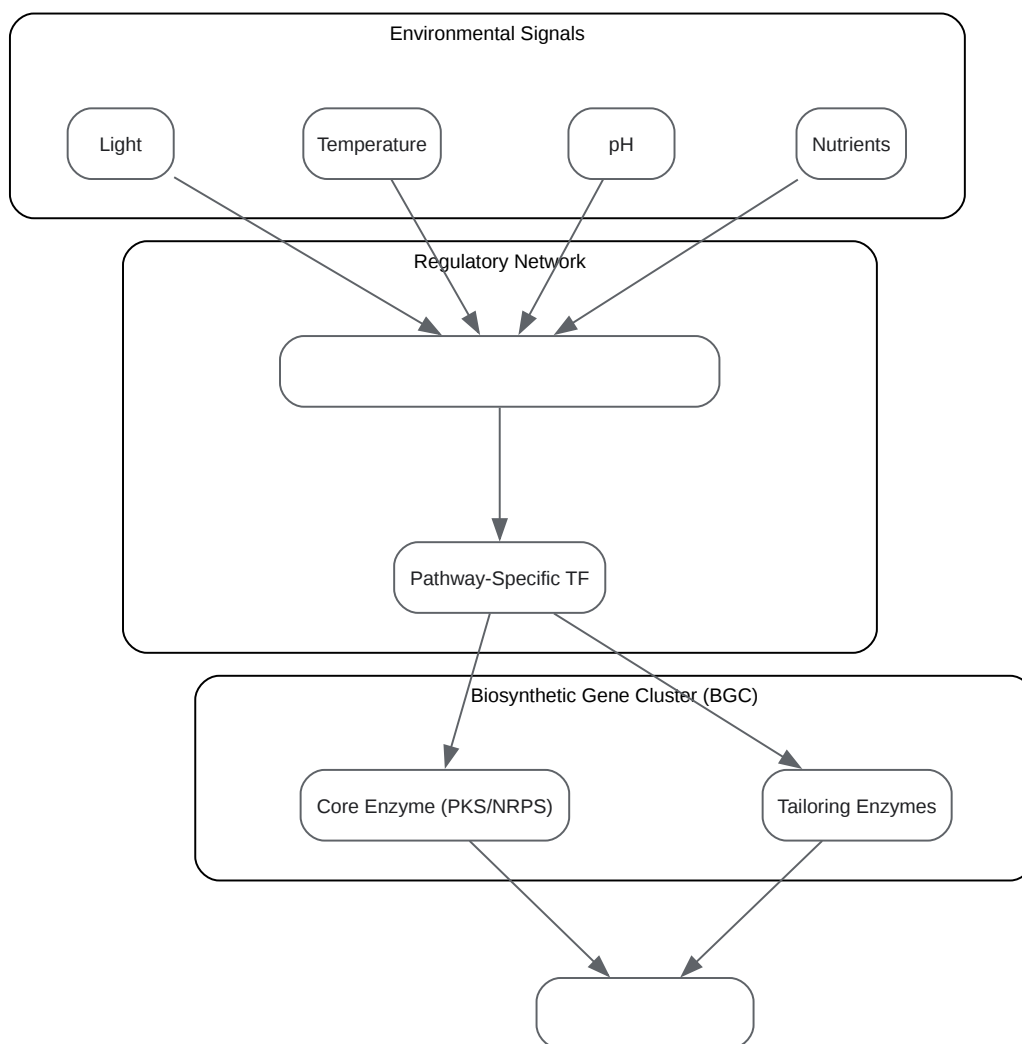 Environmental Signals
Light
Temperature
pH
Nutrients
Regulatory Network
Pathway-Specific TF
Biosynthetic Gene Cluster (BGC)
Core Enzyme (PKS/NRPS)
Tailoring Enzymes